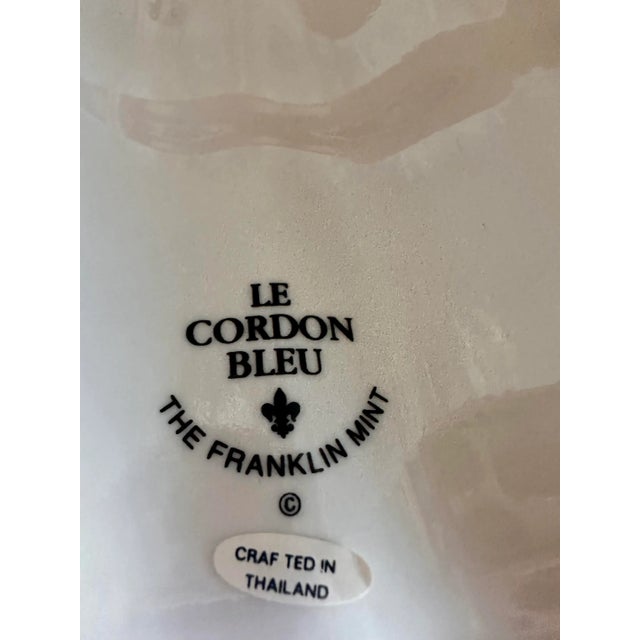 LE
CORDON
BLEU
THE FRANKLIN MINT
©
CRAF TED IN
THAILAND